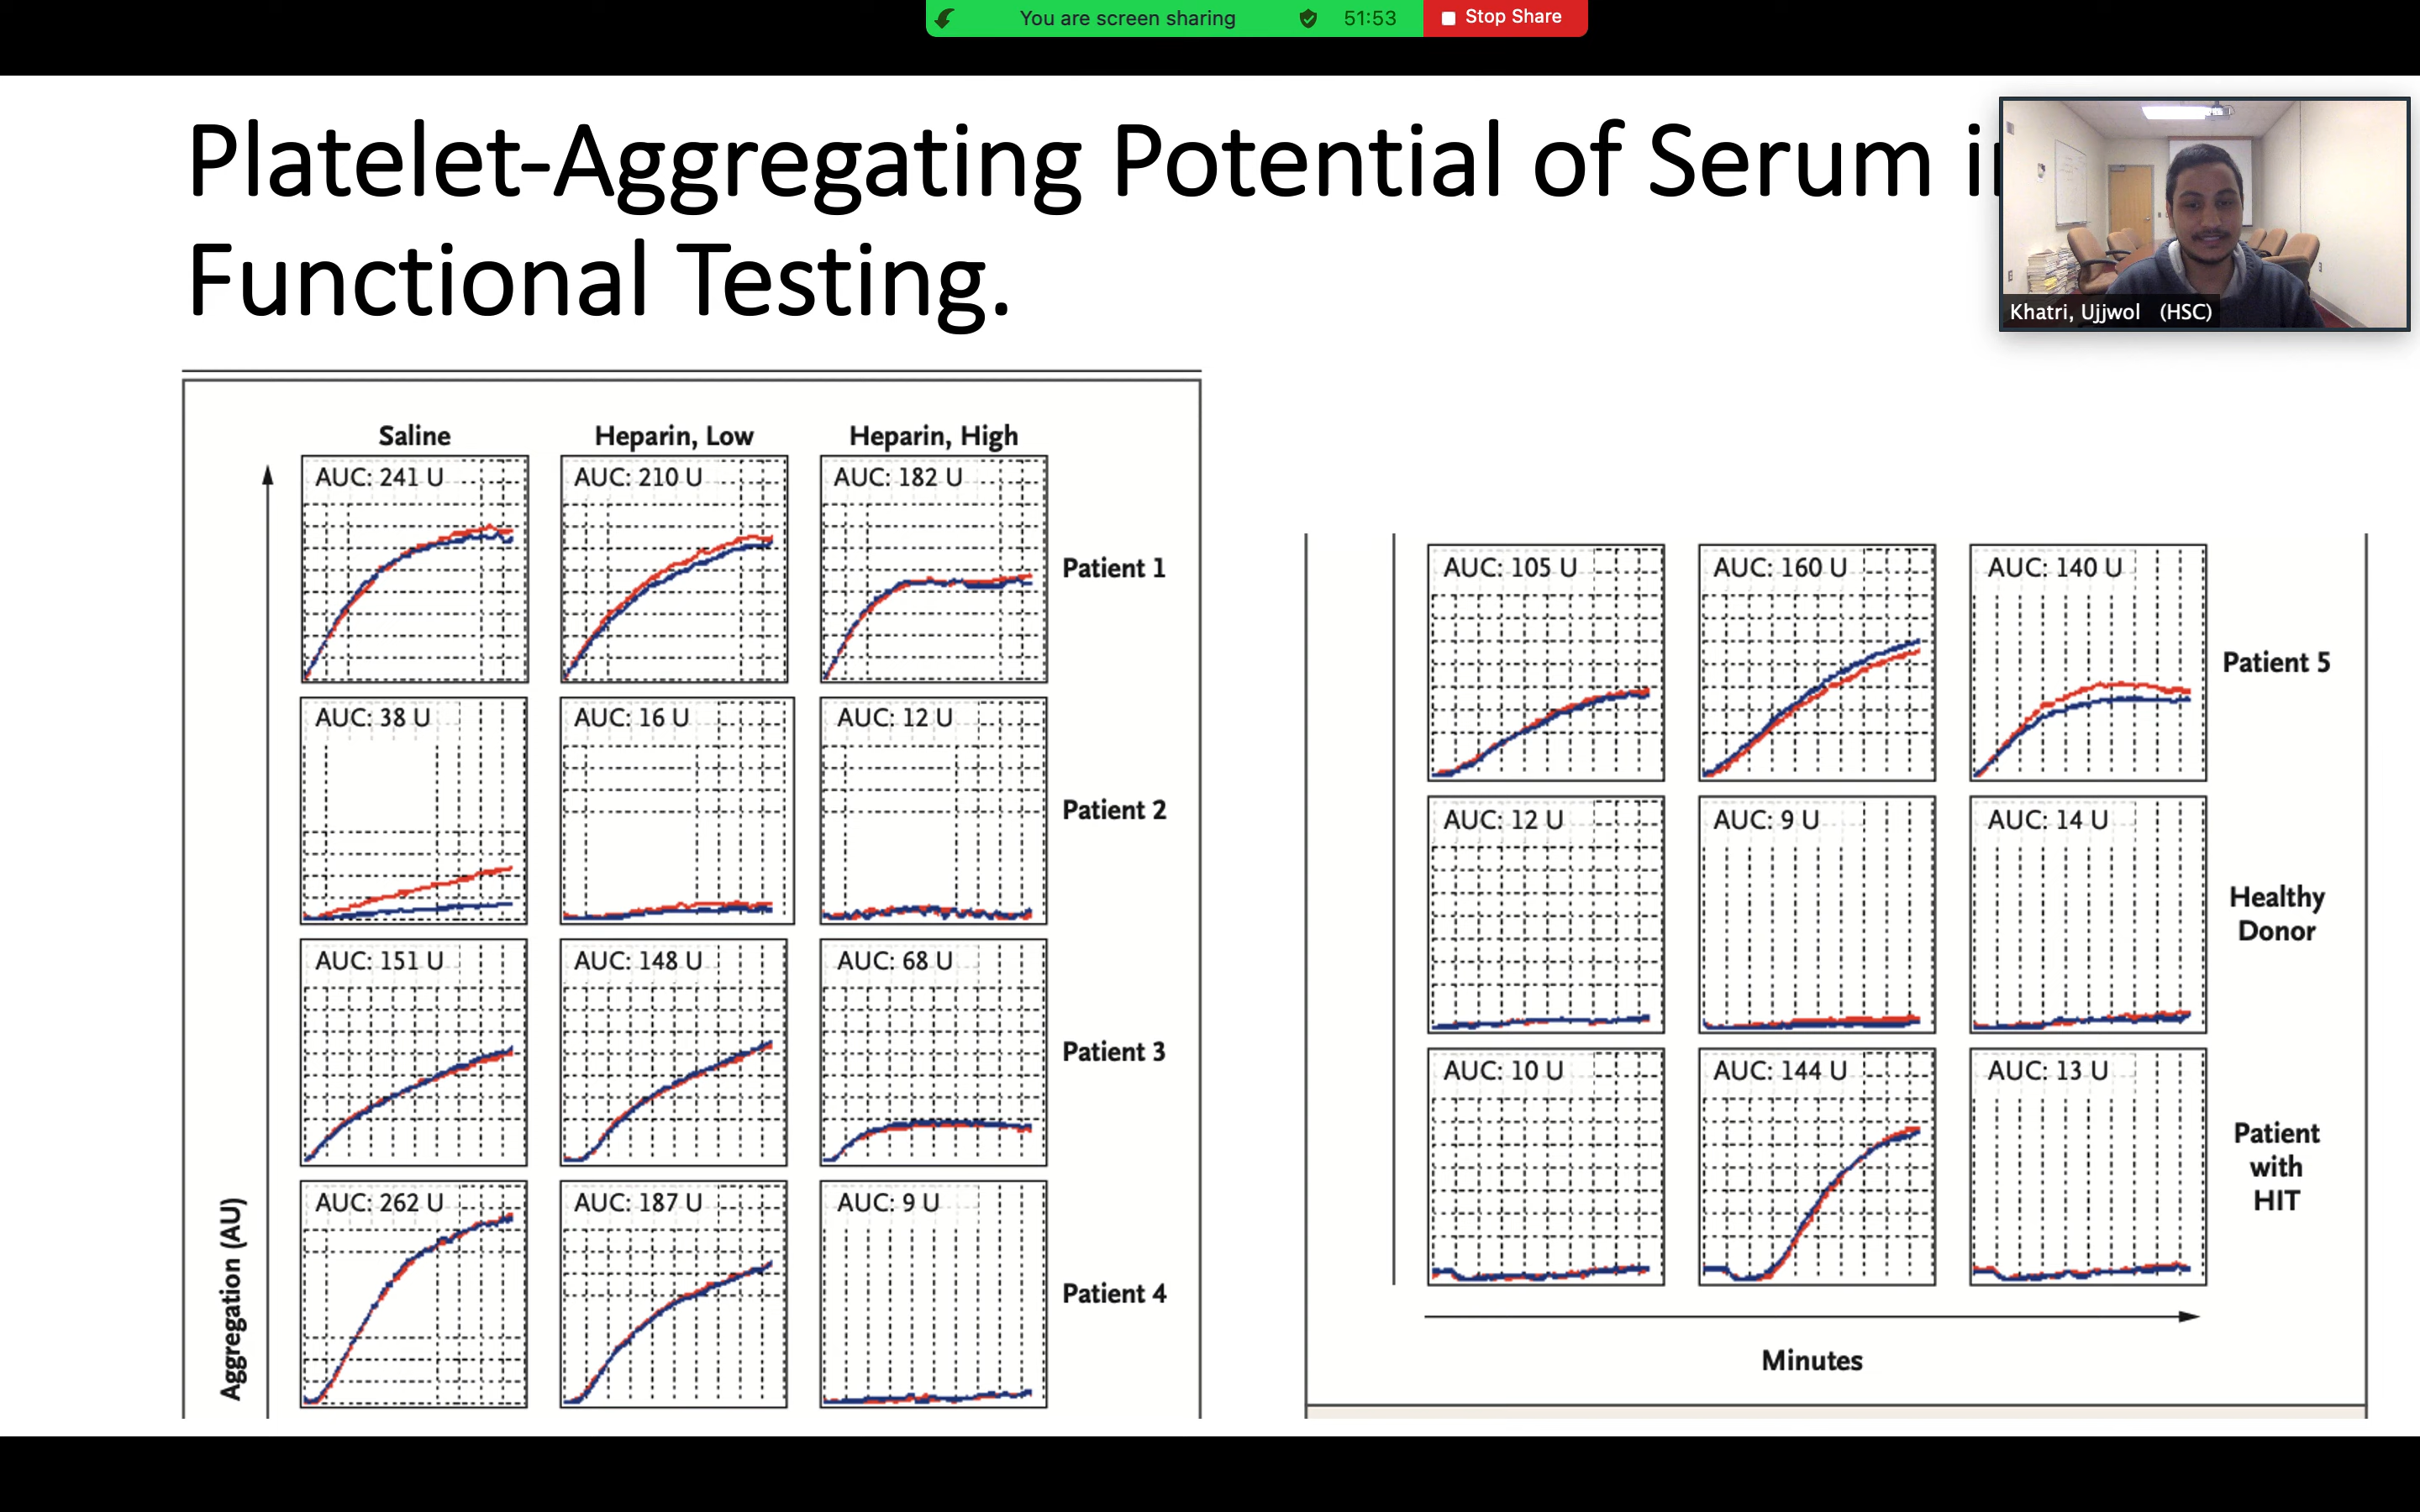 You are screen sharing 51:53 Stop Share
Platelet-Aggregating Potential of Serum
Functional Testing.
Khatri, Ujjwol (HSC)
Saline Heparin, Low Heparin, High
AUC: 241 U AUC: 210 U AUC: 182 U
Patient 1
AUC: 38 U AUC: 16 U AUC: 12 U
Patient 2
AUC: 151 U AUC: 148 U AUC: 68 U
Patient 3
AUC: 262 U AUC: 187 U AUC: 9 U
Patient 4
Aggregation (AU)
AUC: 105 U AUC: 160 U AUC: 140 U
Patient 5
AUC: 12 U AUC: 9 U AUC: 14 U
Healthy
Donor
AUC: 10 U AUC: 144 U AUC: 13 U
Patient
with
HIT
Minutes